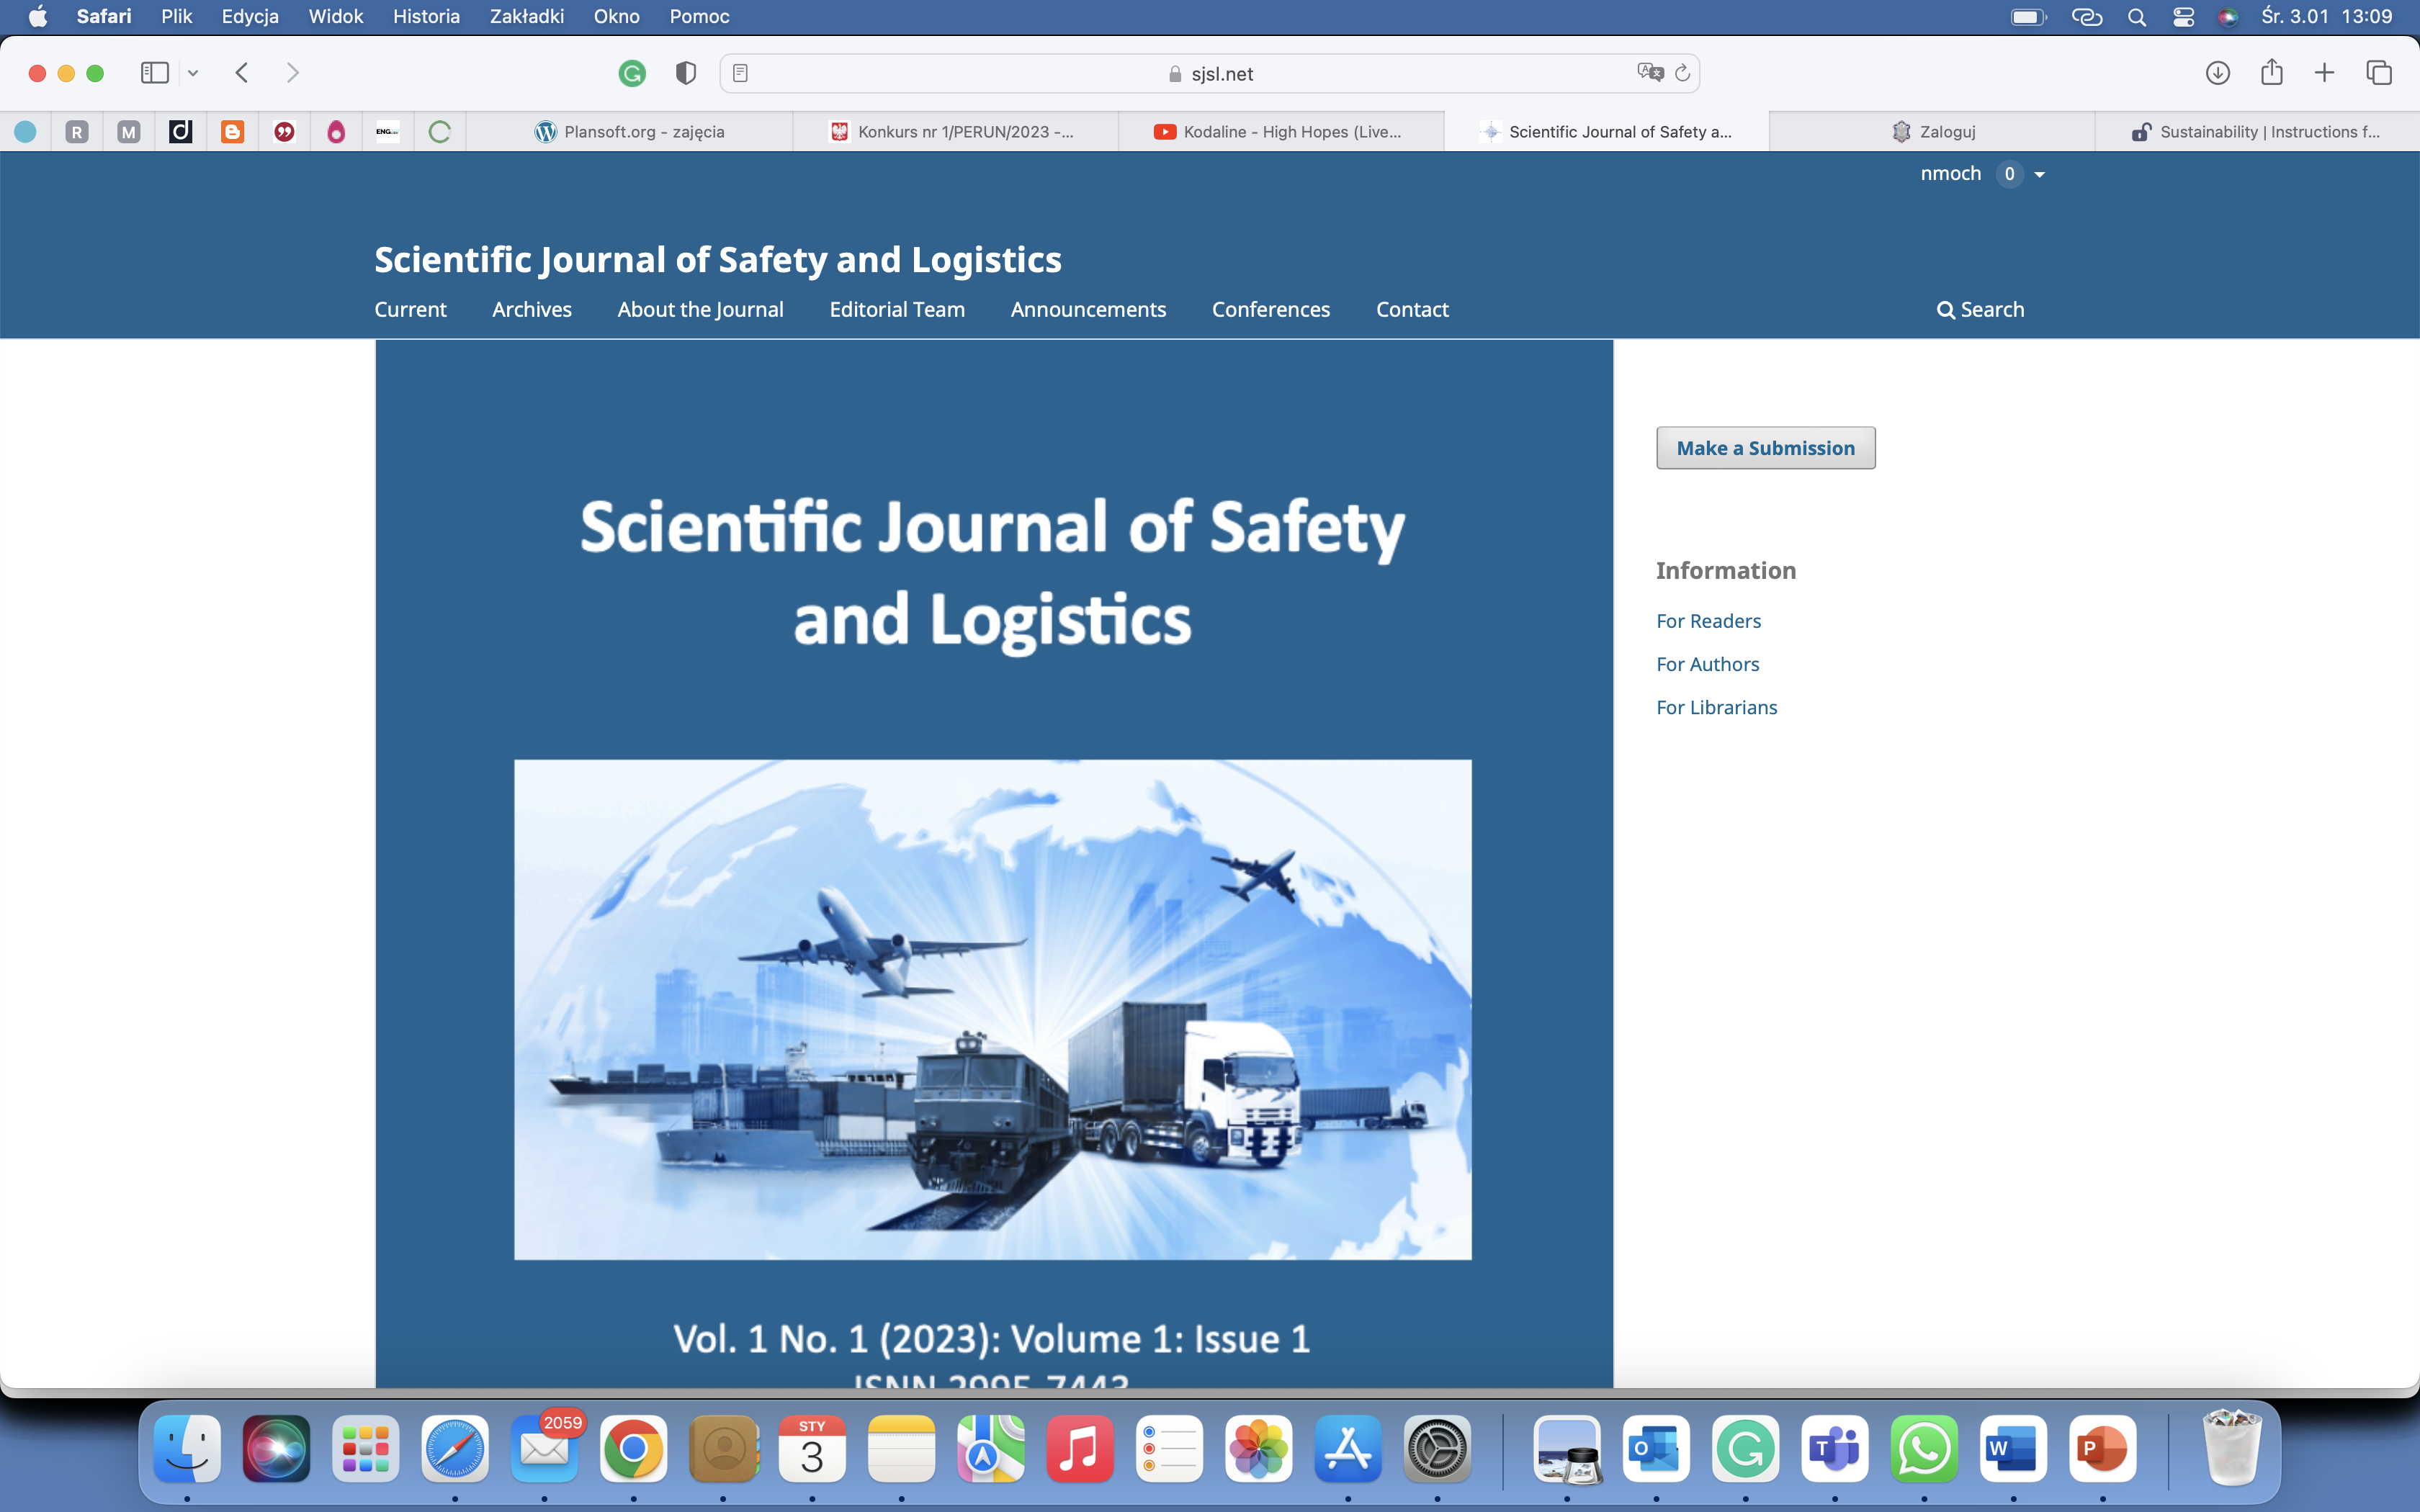 Safari Plik Edycja Widok Historia Zakładki Okno Pomoc Śr. 3.01 13:09
sjsl.net
R M d ENG Plansoft.org - zajęcia Konkurs nr 1/PERUN/2023 -... Kodaline - High Hopes (Live... Scientific Journal of Safety a... Zaloguj Sustainability | Instructions f...
nmoch 0
Scientific Journal of Safety and Logistics
Current Archives About the Journal Editorial Team Announcements Conferences Contact Search
Make a Submission
Scientific Journal of Safety
and Logistics
Information
For Readers
For Authors
For Librarians
Vol. 1 No. 1 (2023): Volume 1: Issue 1
ISNN 2995-7443
2059
STY
3